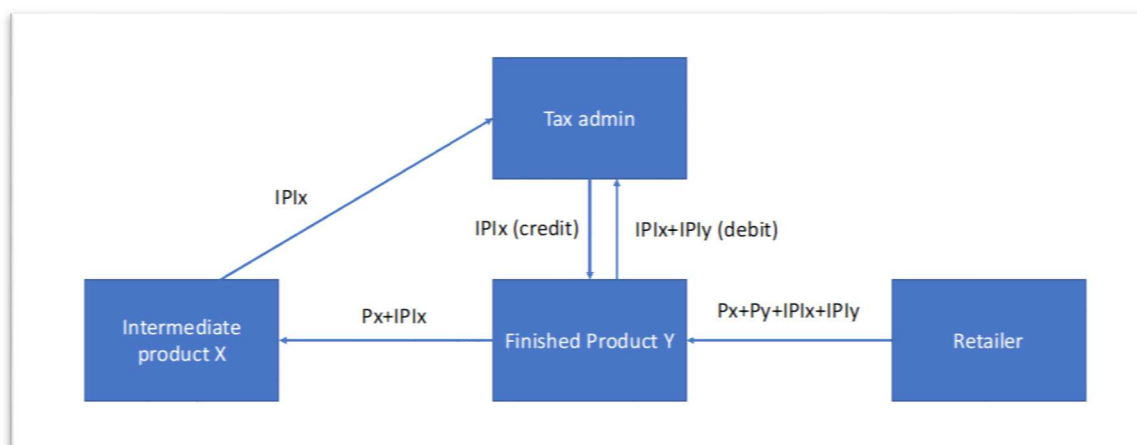 Tax admin
IPIx
IPIx (credit)
IPIx+IPIy (debit)
Px+IPIx
Px+Py+IPIx+IPIy
Intermediate
product X
Finished Product Y
Retailer